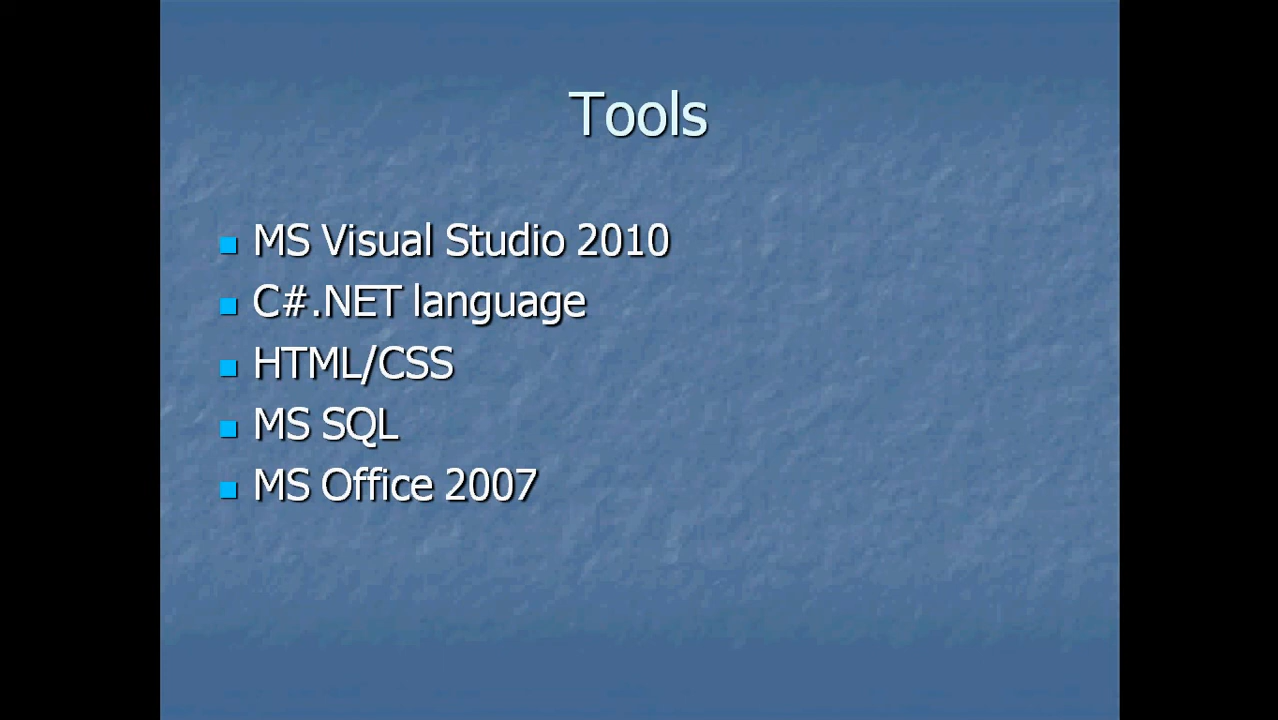 Tools
MS Visual Studio 2010
C#.NET language
HTML/CSS
MS SQL
MS Office 2007